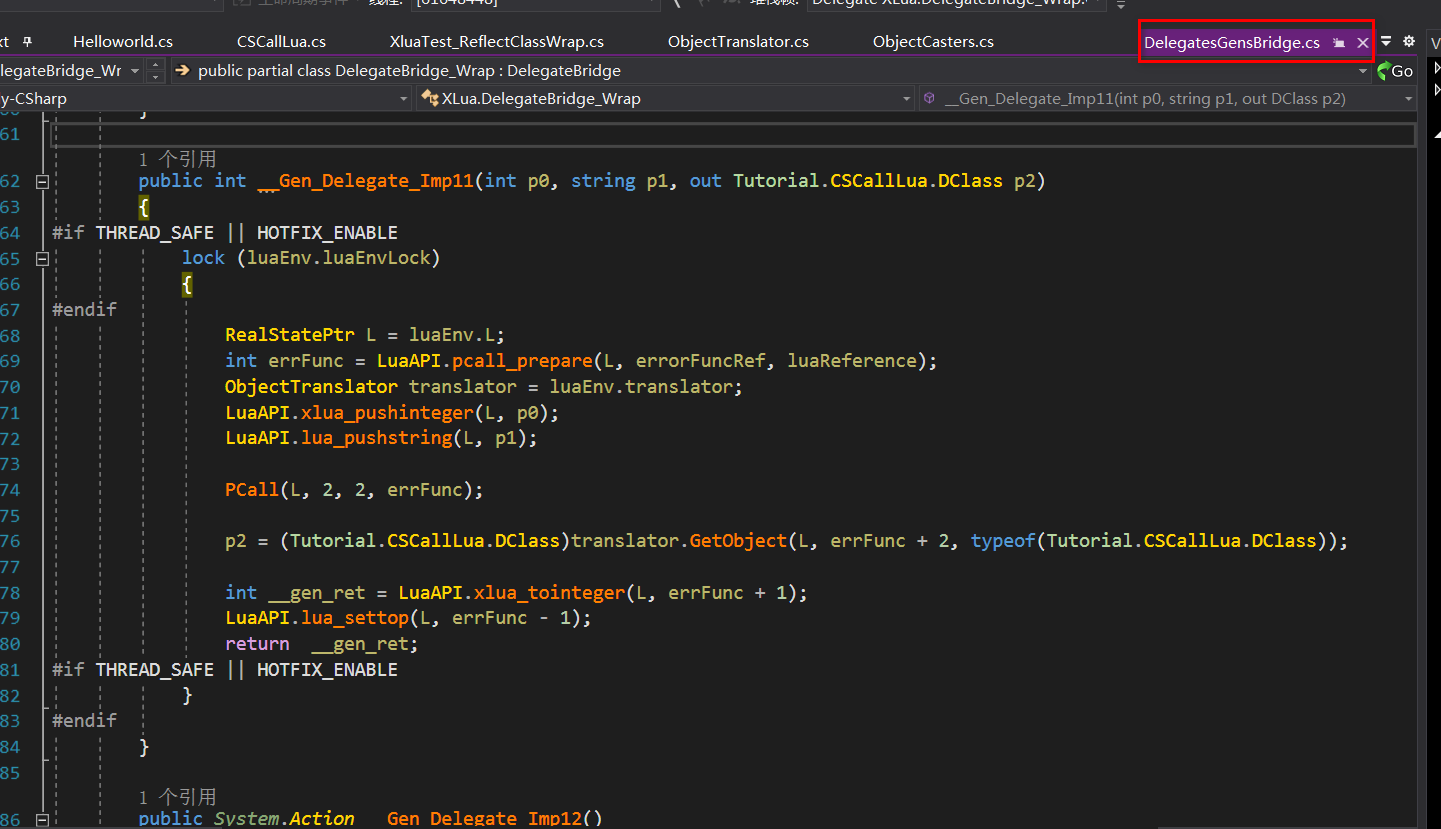 线程: [61648448]
堆栈帧: Delegate XLua.DelegateBridge_Wrap.
xt Helloworld.cs CSCallLua.cs XluaTest_ReflectClassWrap.cs ObjectTranslator.cs ObjectCasters.cs DelegatesGensBridge.cs
legateBridge_Wr public partial class DelegateBridge_Wrap : DelegateBridge Go
y-CSharp XLua.DelegateBridge_Wrap __Gen_Delegate_Imp11(int p0, string p1, out DClass p2)
60 }
61
1 个引用
62 public int __Gen_Delegate_Imp11(int p0, string p1, out Tutorial.CSCallLua.DClass p2)
63 {
64 #if THREAD_SAFE || HOTFIX_ENABLE
65 lock (luaEnv.luaEnvLock)
66 {
67 #endif
68 RealStatePtr L = luaEnv.L;
69 int errFunc = LuaAPI.pcall_prepare(L, errorFuncRef, luaReference);
70 ObjectTranslator translator = luaEnv.translator;
71 LuaAPI.xlua_pushinteger(L, p0);
72 LuaAPI.lua_pushstring(L, p1);
73
74 PCall(L, 2, 2, errFunc);
75
76 p2 = (Tutorial.CSCallLua.DClass)translator.GetObject(L, errFunc + 2, typeof(Tutorial.CSCallLua.DClass));
77
78 int __gen_ret = LuaAPI.xlua_tointeger(L, errFunc + 1);
79 LuaAPI.lua_settop(L, errFunc - 1);
80 return __gen_ret;
81 #if THREAD_SAFE || HOTFIX_ENABLE
82 }
83 #endif
84 }
85
1 个引用
86 public System.Action __Gen_Delegate_Imp12()